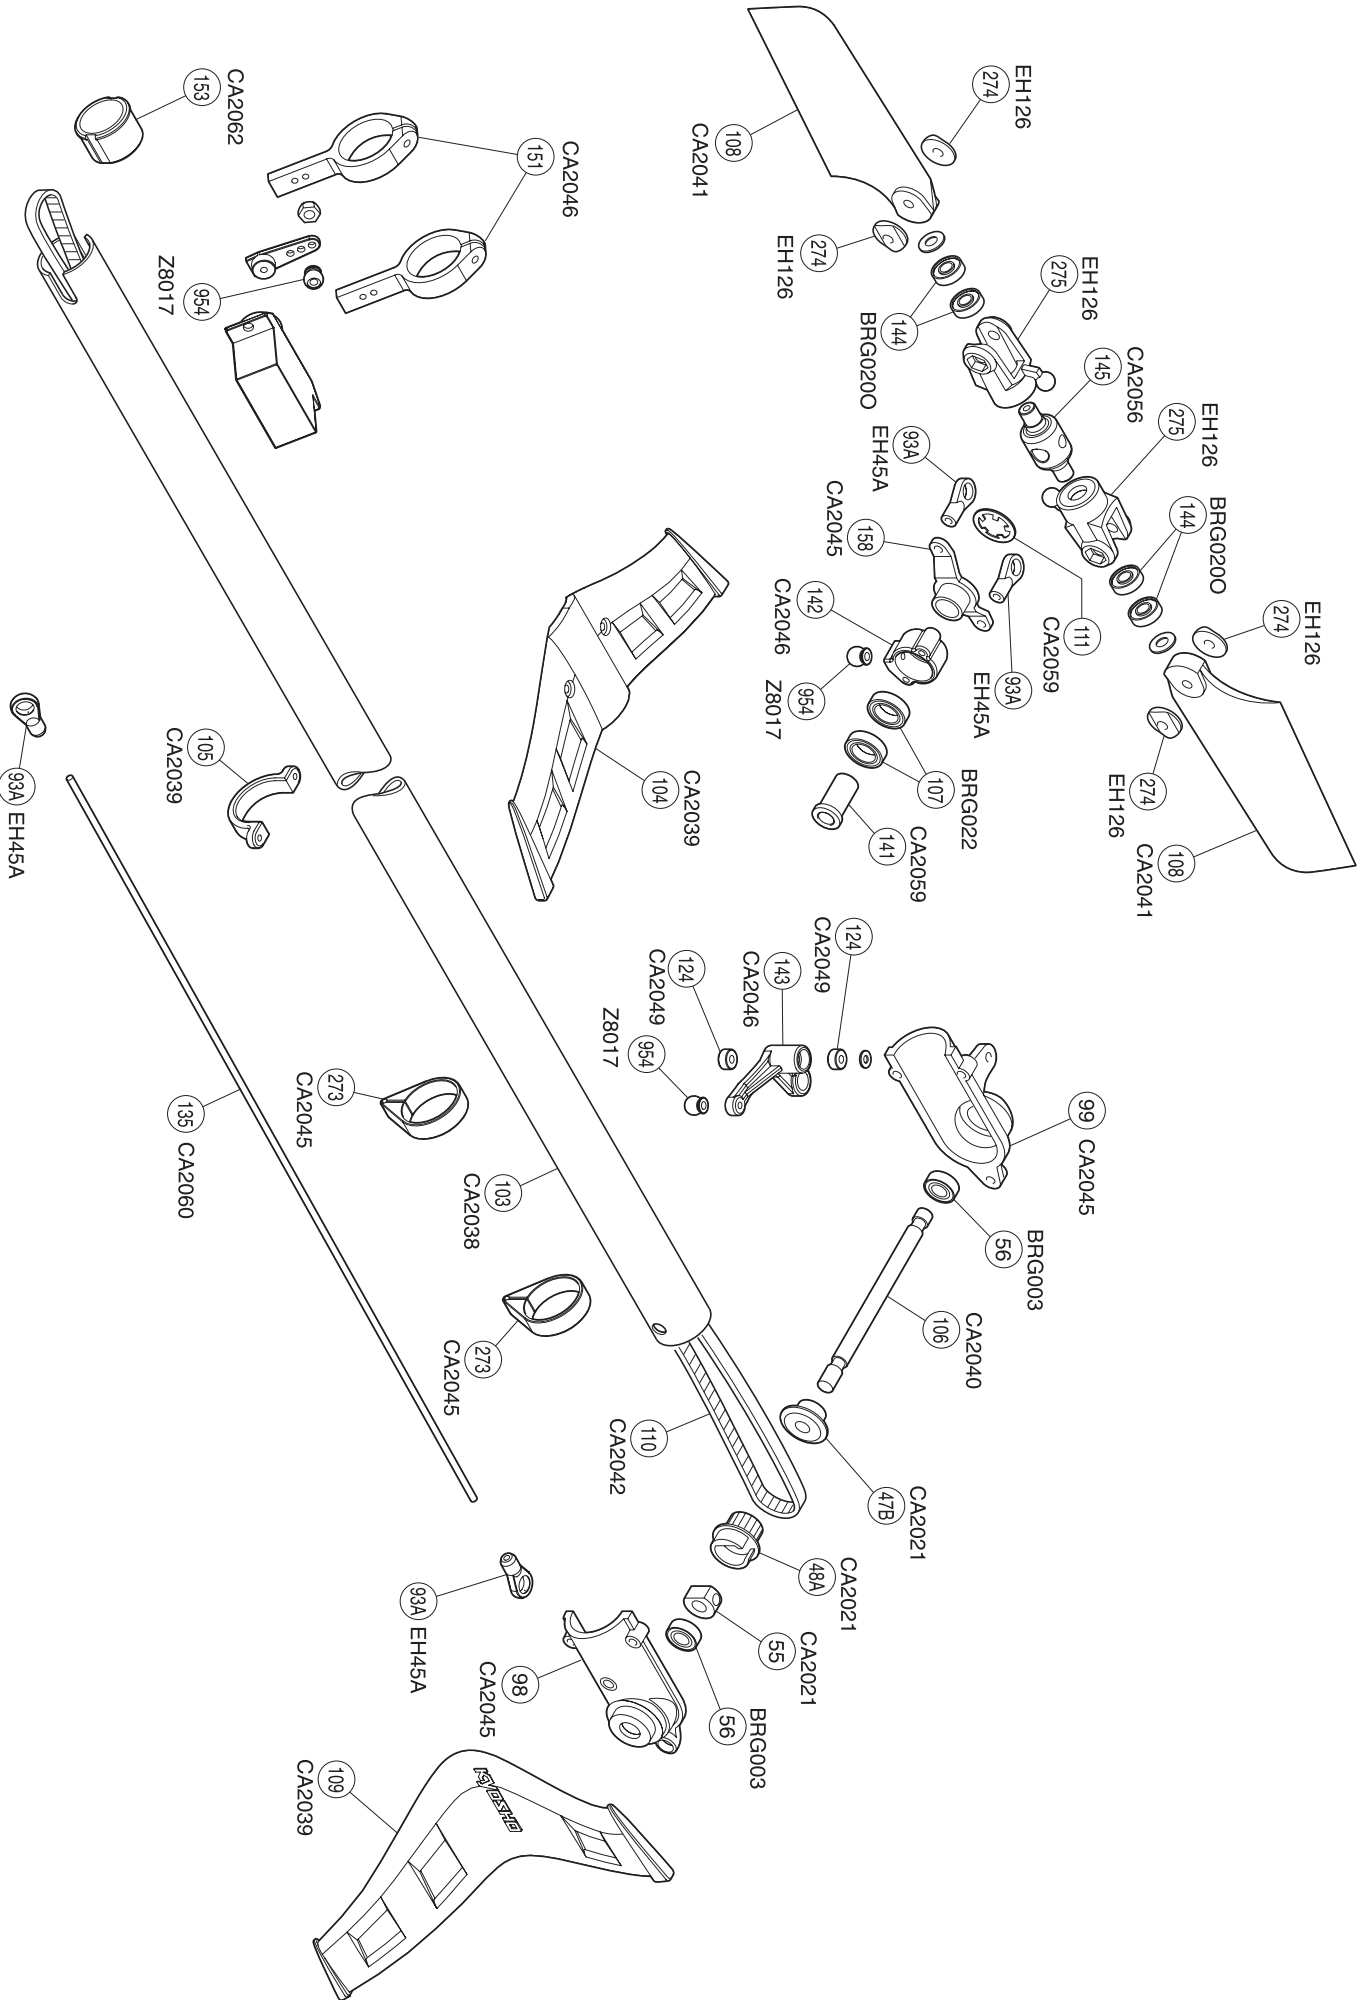 EH126
274
108
CA2041
274
EH126
144
BRG020O
EH126
275
CA2056
145
EH126
275
BRG020O
144
EH126
274
274
EH126
108
CA2041
93A
EH45A
158
CA2045
111
CA2059
93A
EH45A
142
CA2046
954
Z8017
BRG022
107
CA2059
141
CA2062
153
CA2046
151
954
Z8017
CA2039
104
105
CA2039
93A EH45A
124
CA2049
143
CA2046
124
CA2049
954
Z8017
99 CA2045
BRG003
56
CA2040
106
CA2021
47B
CA2021
48A
CA2021
55
BRG003
56
98
CA2045
110
CA2042
103
CA2038
273
CA2045
273
CA2045
135 CA2060
93A EH45A
KYOSHO
109
CA2039